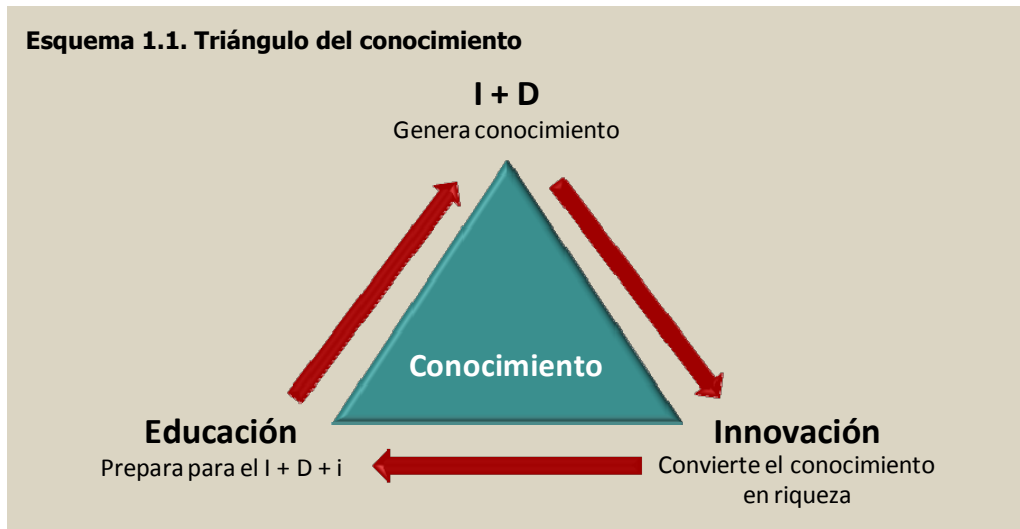 Esquema 1.1. Triángulo del conocimiento
I + D
Genera conocimiento
Conocimiento
Educación
Prepara para el I + D + i
Innovación
Convierte el conocimiento
en riqueza